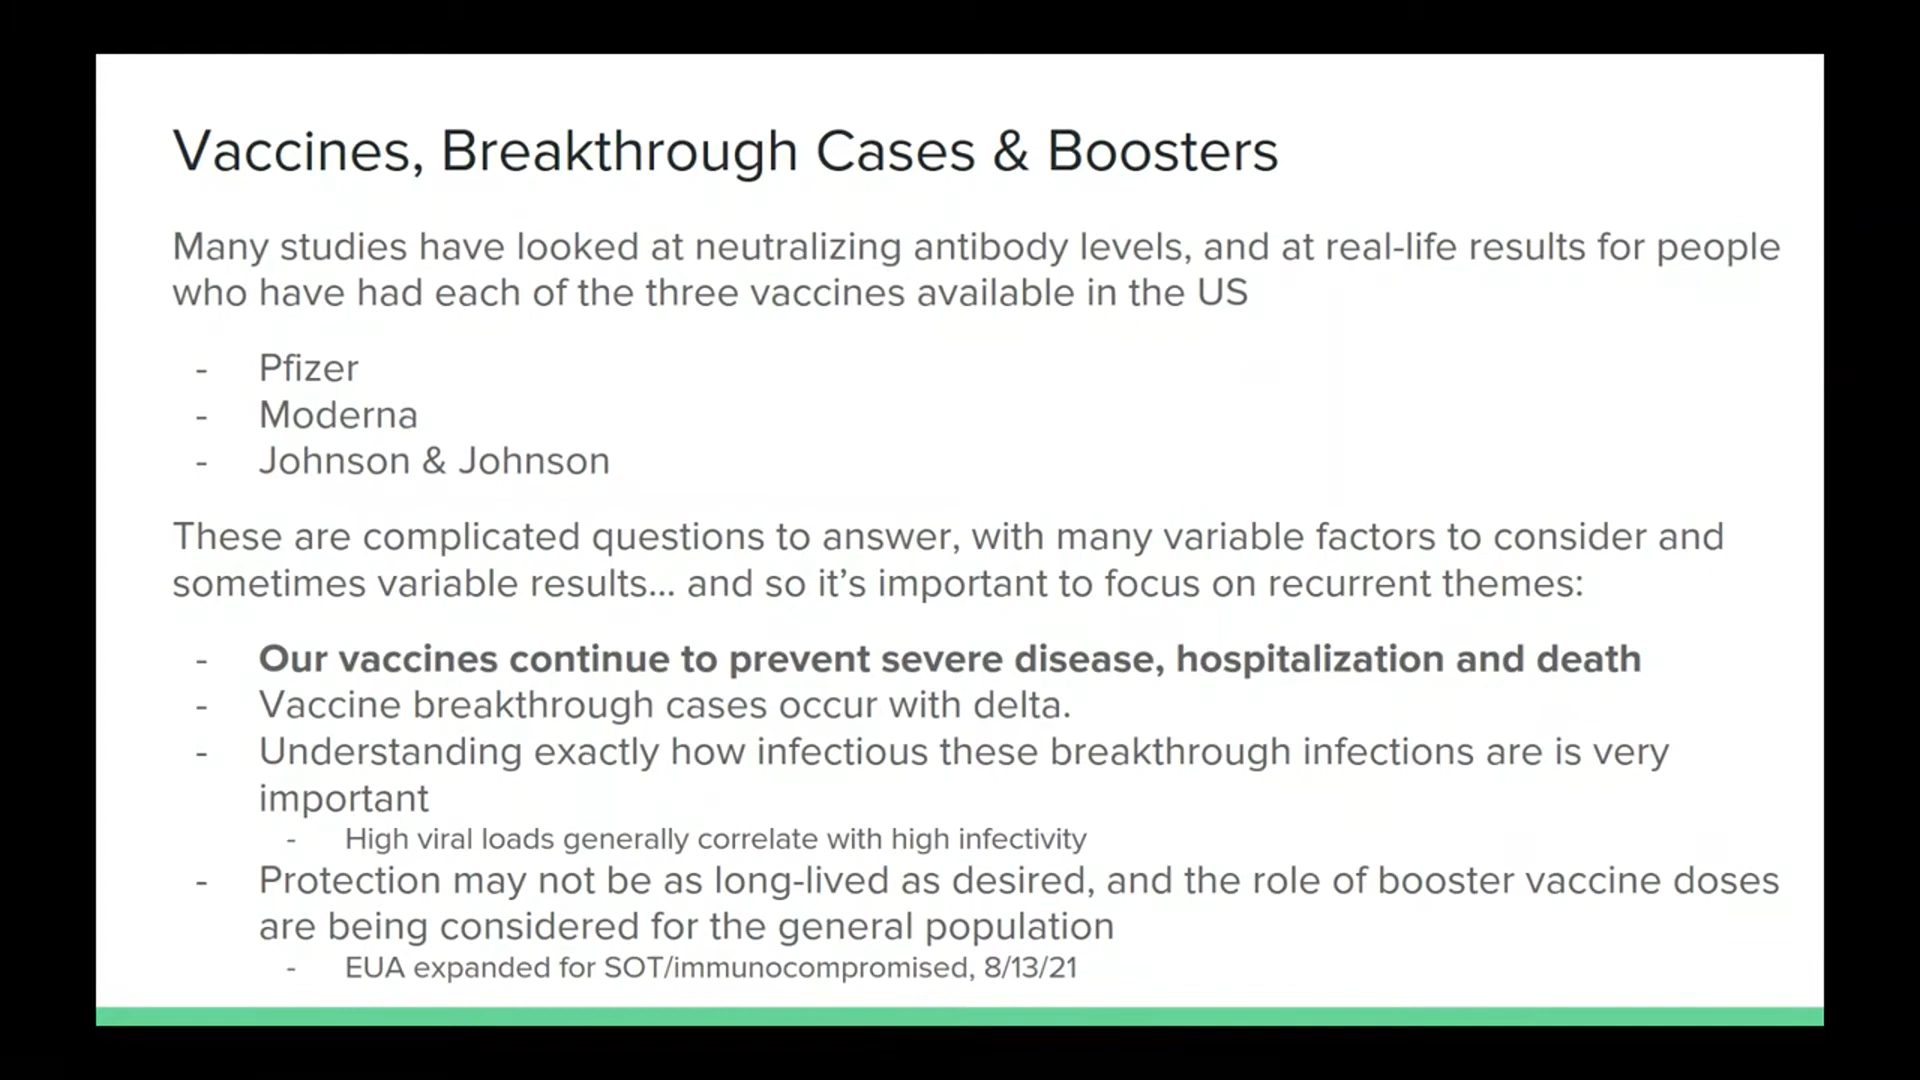 Vaccines, Breakthrough Cases & Boosters
Many studies have looked at neutralizing antibody levels, and at real-life results for people
who have had each of the three vaccines available in the US
- Pfizer
- Moderna
- Johnson & Johnson
These are complicated questions to answer, with many variable factors to consider and
sometimes variable results... and so it’s important to focus on recurrent themes:
- Our vaccines continue to prevent severe disease, hospitalization and death
- Vaccine breakthrough cases occur with delta.
- Understanding exactly how infectious these breakthrough infections are is very
important
- High viral loads generally correlate with high infectivity
- Protection may not be as long-lived as desired, and the role of booster vaccine doses
are being considered for the general population
- EUA expanded for SOT/immunocompromised, 8/13/21